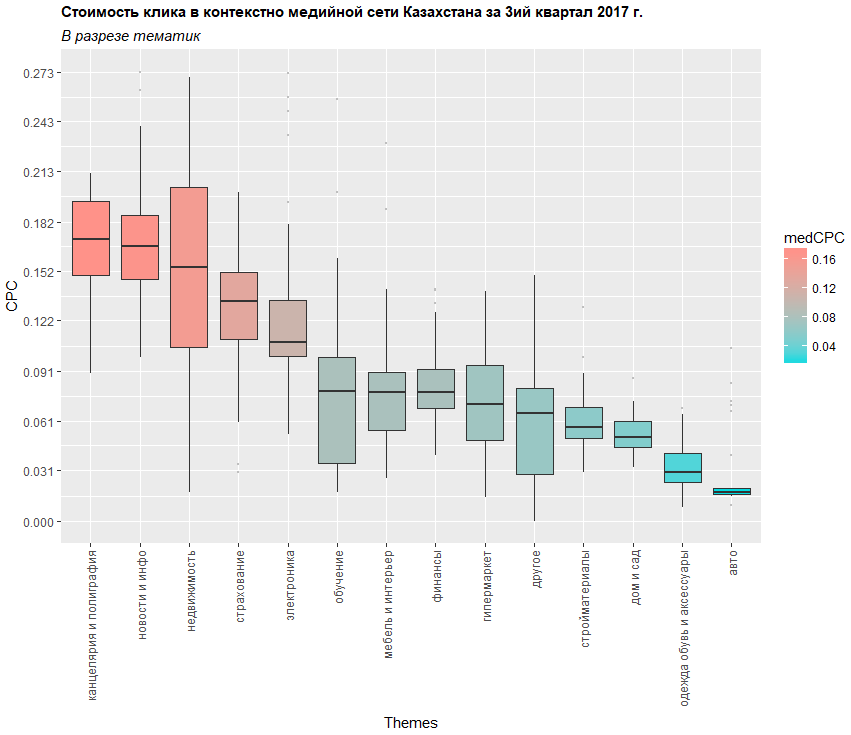 Стоимость клика в контекстно медийной сети Казахстана за 3ий квартал 2017 г.
В разрезе тематик
CPC
0.273
0.243
0.213
0.182
0.152
0.122
0.091
0.061
0.031
0.000
канцелярия и полиграфия
новости и инфо
недвижимость
страхование
электроника
обучение
мебель и интерьер
финансы
гипермаркет
другое
стройматериалы
дом и сад
одежда обувь и аксессуары
авто
Themes
medCPC
0.16
0.12
0.08
0.04